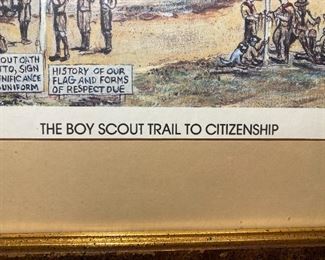 OUT OATH
TTO, SIGN
NIFICANCE
UNIFORM
HISTORY OF OUR
FLAG AND FORMS
OF RESPECT DUE
THE BOY SCOUT TRAIL TO CITIZENSHIP